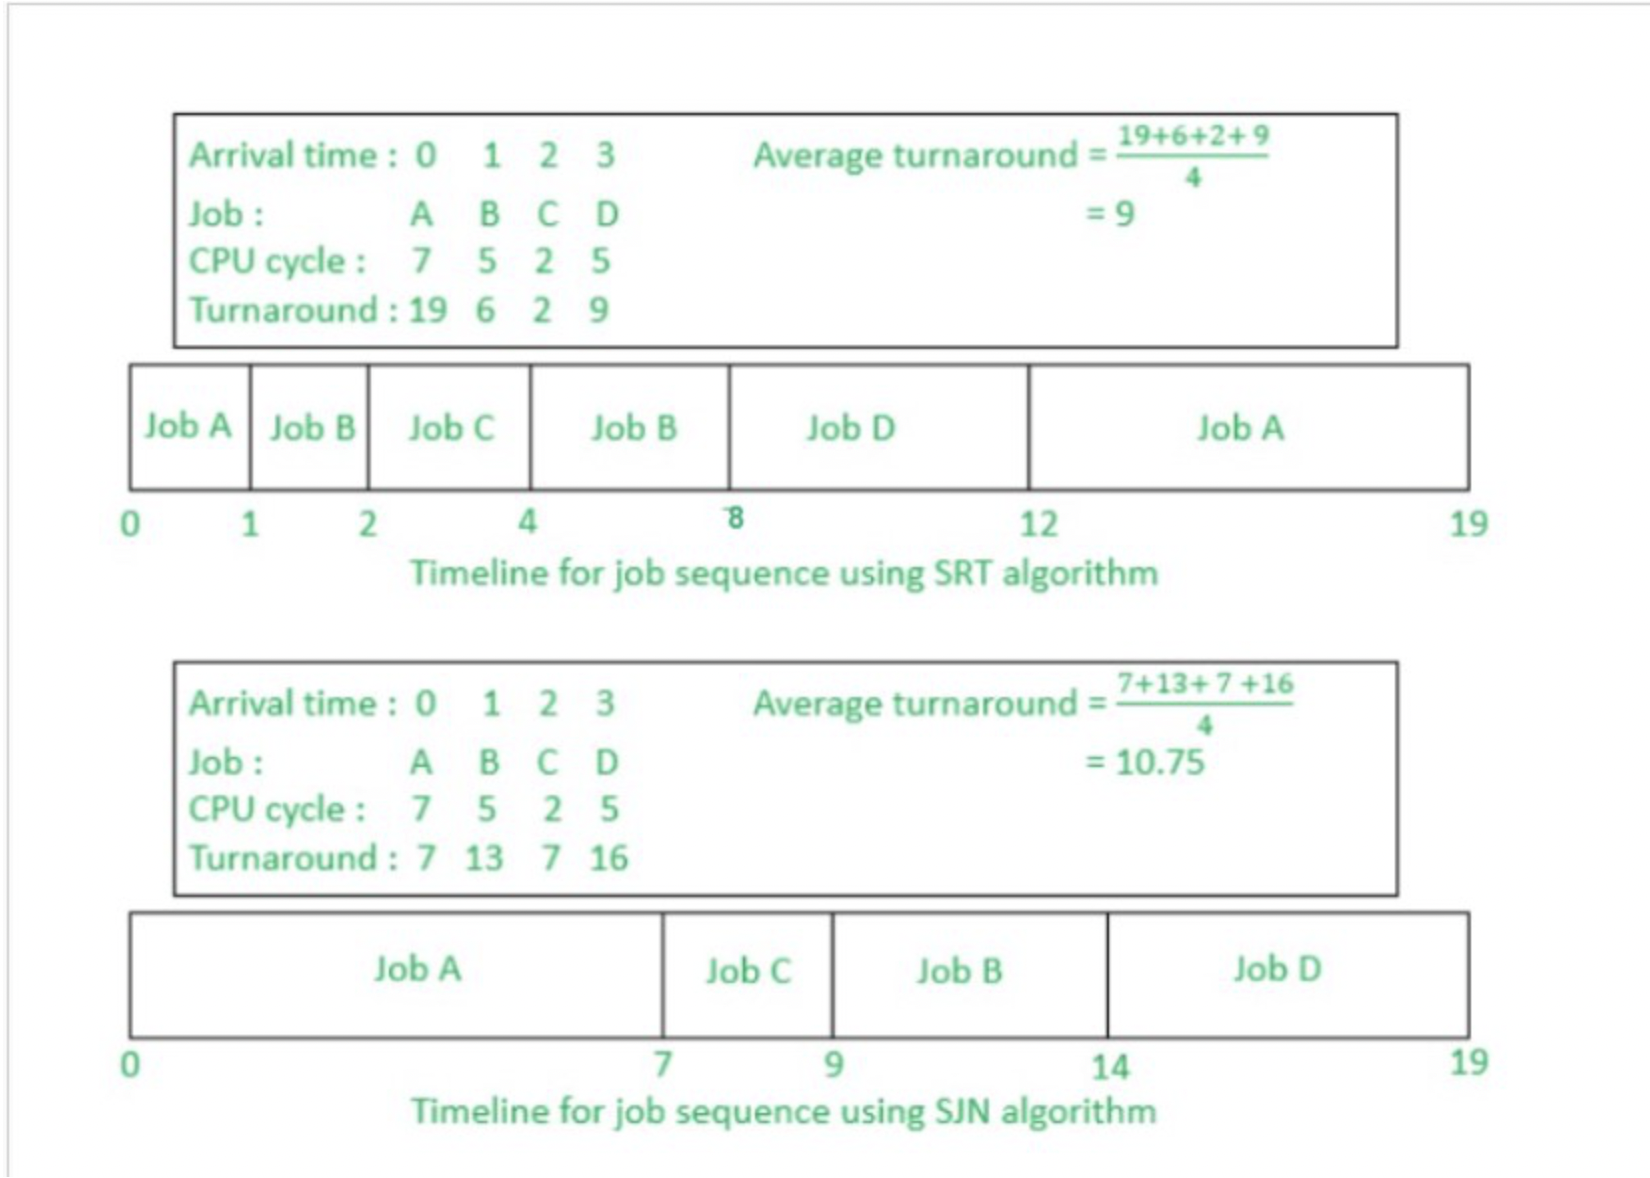 Arrival time : 0 1 2 3 Average turnaround = 19+6+2+ 9 / 4
Job : A B C D = 9
CPU cycle : 7 5 2 5
Turnaround : 19 6 2 9
Job A Job B Job C Job B Job D Job A
0 1 2 4 8 12 19
Timeline for job sequence using SRT algorithm
Arrival time : 0 1 2 3 Average turnaround = 7+13+ 7 +16 / 4
Job : A B C D = 10.75
CPU cycle : 7 5 2 5
Turnaround : 7 13 7 16
Job A Job C Job B Job D
0 7 9 14 19
Timeline for job sequence using SJN algorithm